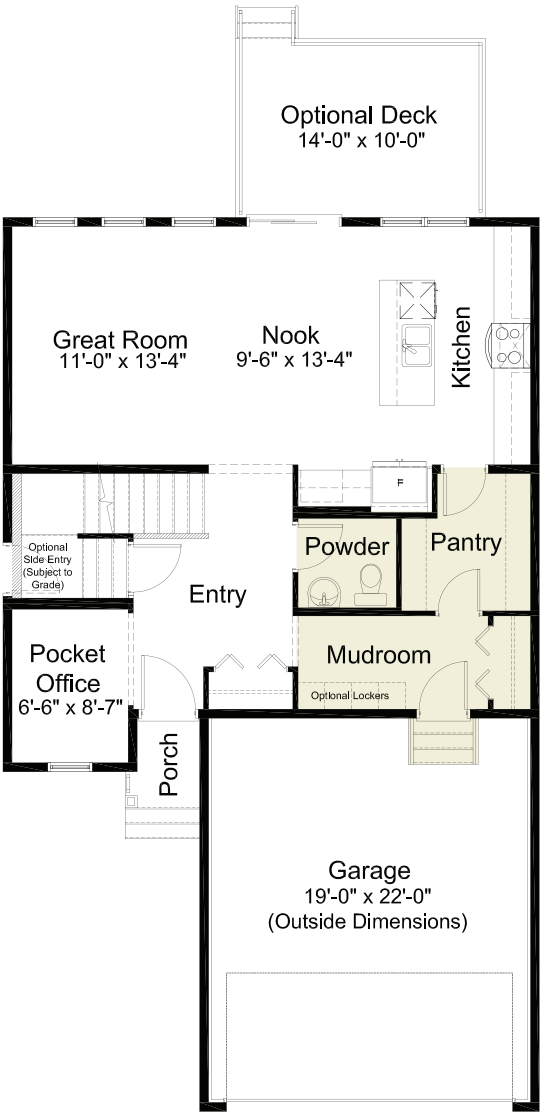 Optional Deck
14'-0" x 10'-0"
Great Room
11'-0" x 13'-4"
Nook
9'-6" x 13'-4"
Kitchen
F
Optional
SIde Entry
(Subject to
Grade)
Powder
Pantry
Entry
Pocket
Office
6'-6" x 8'-7"
Mudroom
Optional Lockers
Porch
Garage
19'-0" x 22'-0"
(Outside Dimensions)